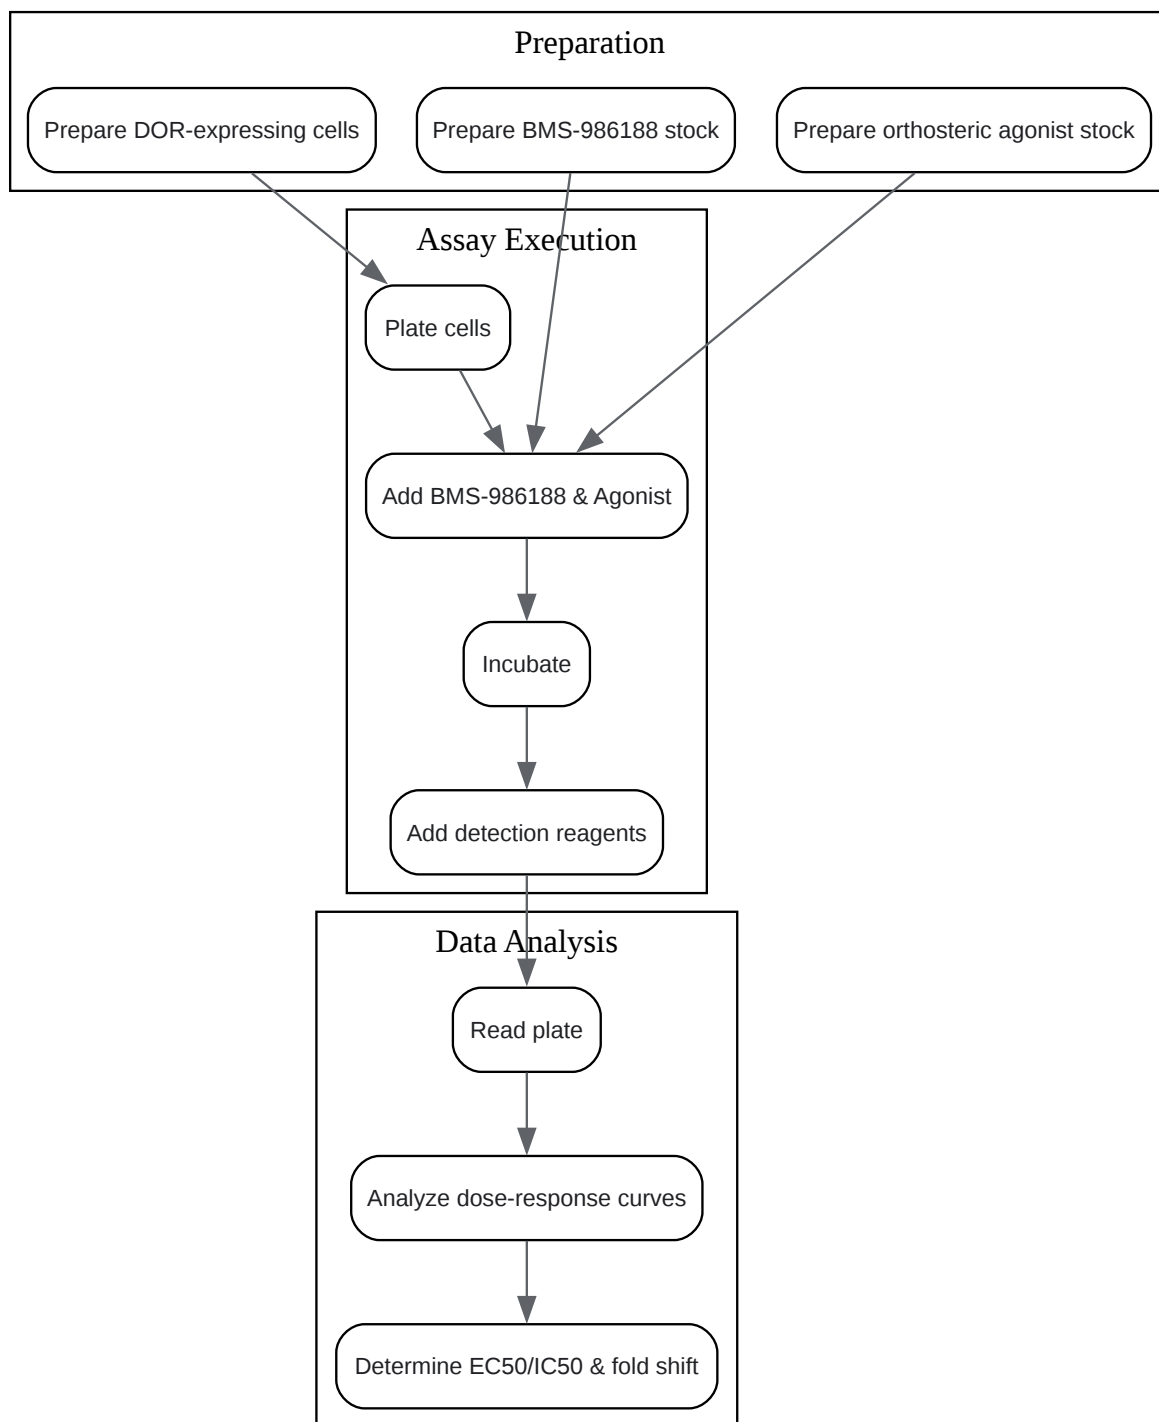 Preparation
Prepare DOR-expressing cells
Prepare BMS-986188 stock
Prepare orthosteric agonist stock
Assay Execution
Plate cells
Add BMS-986188 & Agonist
Incubate
Add detection reagents
Data Analysis
Read plate
Analyze dose-response curves
Determine EC50/IC50 & fold shift